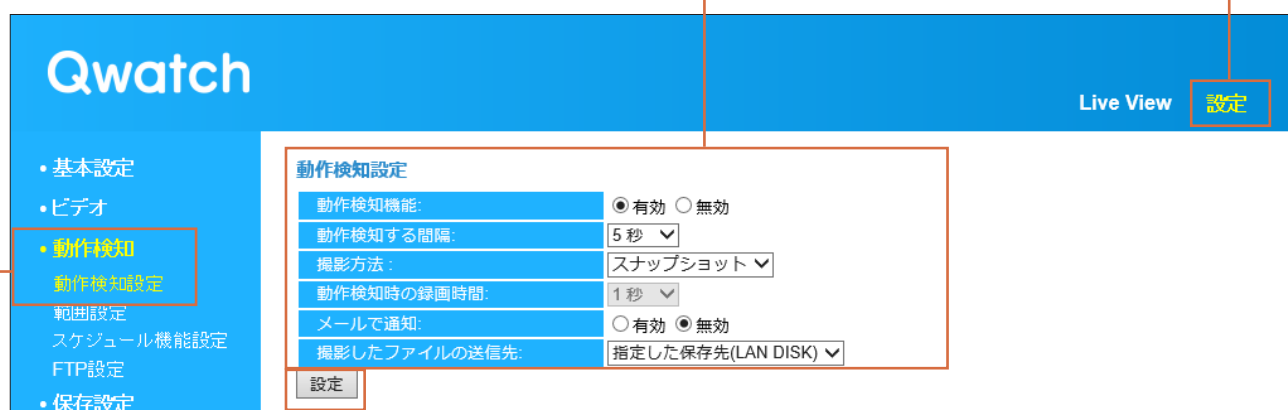 Qwatch
Live View 設定
・基本設定
・ビデオ
・動作検知
動作検知設定
範囲設定
スケジュール機能設定
FTP設定
・保存設定
動作検知設定
動作検知機能: 有効 無効
動作検知する間隔: 5 秒
撮影方法 : スナップショット
動作検知時の録画時間: 1 秒
メールで通知: 有効 無効
撮影したファイルの送信先: 指定した保存先(LAN DISK)
設定